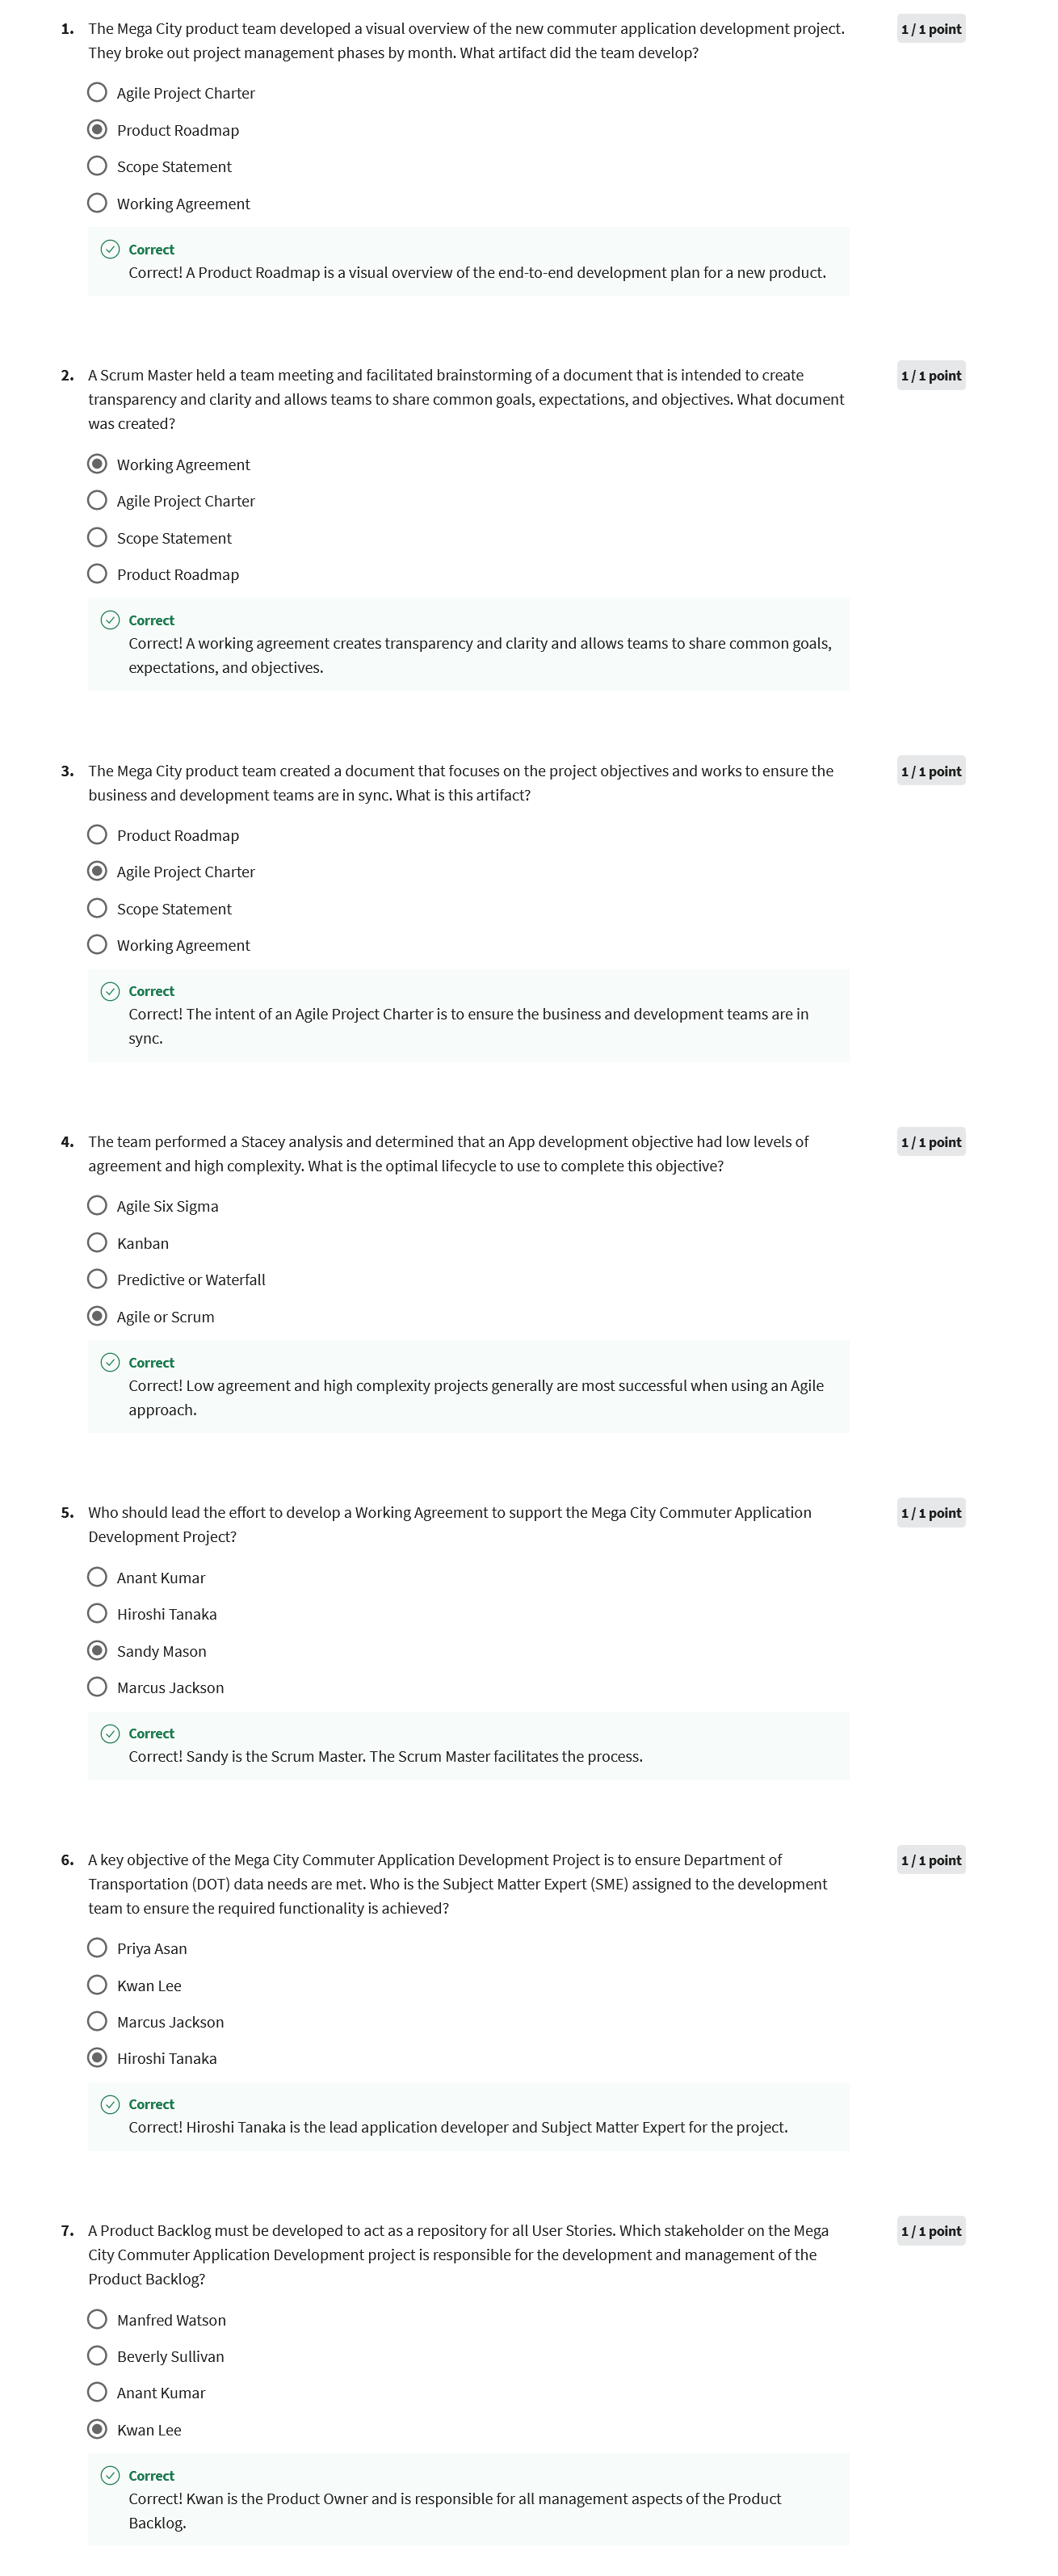 1. The Mega City product team developed a visual overview of the new commuter application development project. 1 / 1 point
They broke out project management phases by month. What artifact did the team develop?
Agile Project Charter
Product Roadmap
Scope Statement
Working Agreement
Correct
Correct! A Product Roadmap is a visual overview of the end-to-end development plan for a new product.
2. A Scrum Master held a team meeting and facilitated brainstorming of a document that is intended to create 1 / 1 point
transparency and clarity and allows teams to share common goals, expectations, and objectives. What document
was created?
Working Agreement
Agile Project Charter
Scope Statement
Product Roadmap
Correct
Correct! A working agreement creates transparency and clarity and allows teams to share common goals,
expectations, and objectives.
3. The Mega City product team created a document that focuses on the project objectives and works to ensure the 1 / 1 point
business and development teams are in sync. What is this artifact?
Product Roadmap
Agile Project Charter
Scope Statement
Working Agreement
Correct
Correct! The intent of an Agile Project Charter is to ensure the business and development teams are in
sync.
4. The team performed a Stacey analysis and determined that an App development objective had low levels of 1 / 1 point
agreement and high complexity. What is the optimal lifecycle to use to complete this objective?
Agile Six Sigma
Kanban
Predictive or Waterfall
Agile or Scrum
Correct
Correct! Low agreement and high complexity projects generally are most successful when using an Agile
approach.
5. Who should lead the effort to develop a Working Agreement to support the Mega City Commuter Application 1 / 1 point
Development Project?
Anant Kumar
Hiroshi Tanaka
Sandy Mason
Marcus Jackson
Correct
Correct! Sandy is the Scrum Master. The Scrum Master facilitates the process.
6. A key objective of the Mega City Commuter Application Development Project is to ensure Department of 1 / 1 point
Transportation (DOT) data needs are met. Who is the Subject Matter Expert (SME) assigned to the development
team to ensure the required functionality is achieved?
Priya Asan
Kwan Lee
Marcus Jackson
Hiroshi Tanaka
Correct
Correct! Hiroshi Tanaka is the lead application developer and Subject Matter Expert for the project.
7. A Product Backlog must be developed to act as a repository for all User Stories. Which stakeholder on the Mega 1 / 1 point
City Commuter Application Development project is responsible for the development and management of the
Product Backlog?
Manfred Watson
Beverly Sullivan
Anant Kumar
Kwan Lee
Correct
Correct! Kwan is the Product Owner and is responsible for all management aspects of the Product
Backlog.